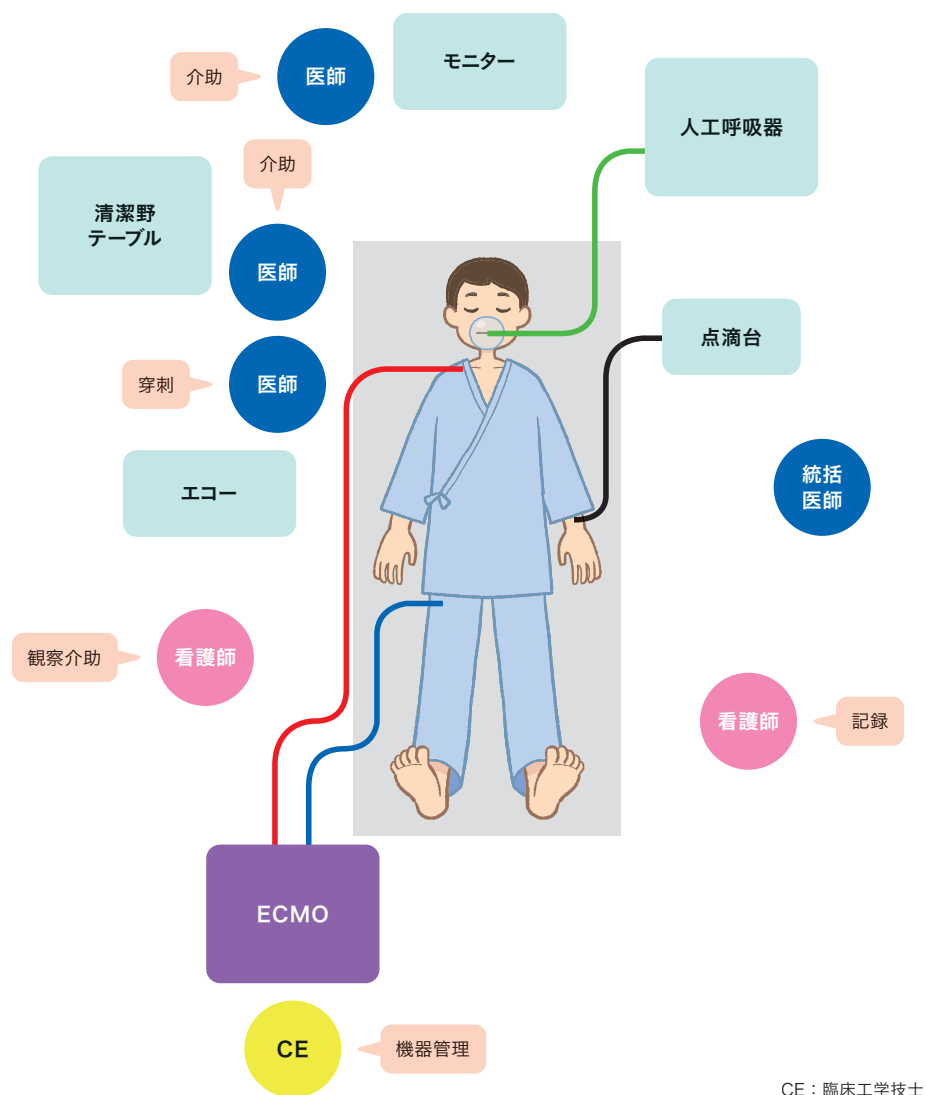 介助
医師
モニター
人工呼吸器
介助
清潔野
テーブル
医師
点滴台
穿刺
医師
エコー
統括
医師
観察介助
看護師
看護師
記録
ECMO
CE
機器管理
CE：臨床工学技士